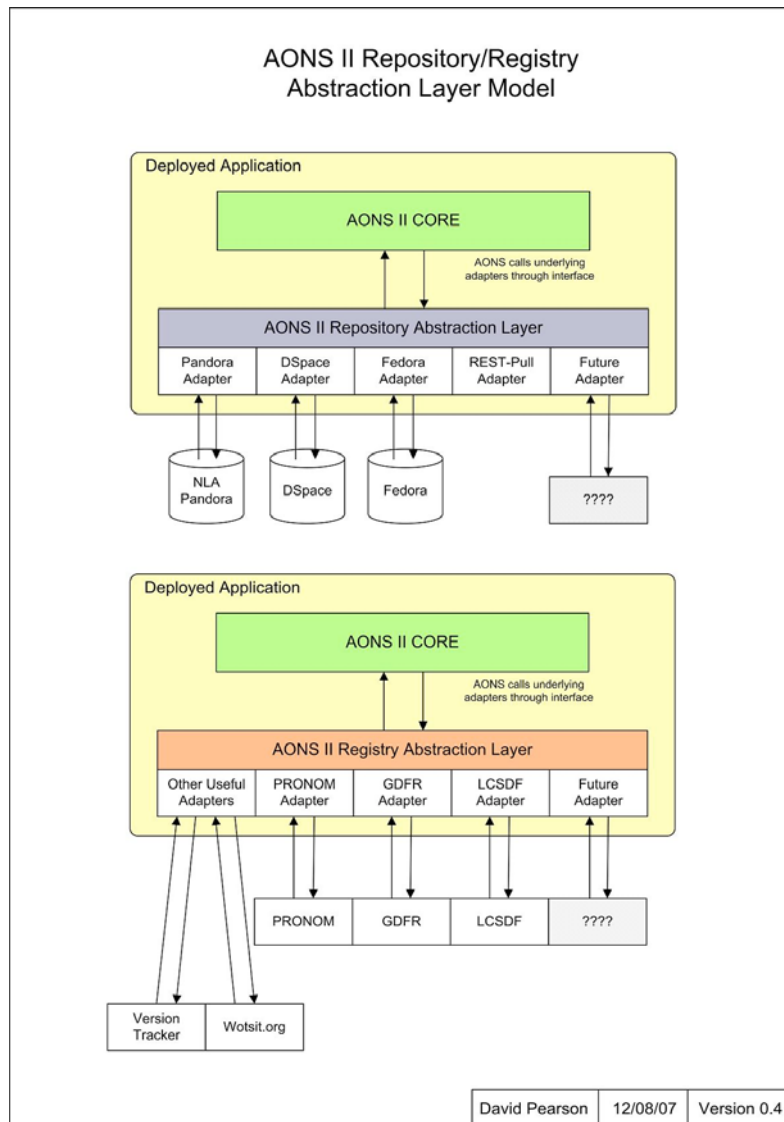 AONS II Repository/Registry
Abstraction Layer Model
Deployed Application
AONS II CORE
AONS calls underlying
adapters through interface
AONS II Repository Abstraction Layer
Pandora Adapter
DSpace Adapter
Fedora Adapter
REST-Pull Adapter
Future Adapter
NLA Pandora
DSpace
Fedora
????
Deployed Application
AONS II CORE
AONS calls underlying
adapters through interface
AONS II Registry Abstraction Layer
Other Useful Adapters
PRONOM Adapter
GDFR Adapter
LCSDF Adapter
Future Adapter
PRONOM
GDFR
LCSDF
????
Version Tracker
Wotsit.org
David Pearson
12/08/07
Version 0.4